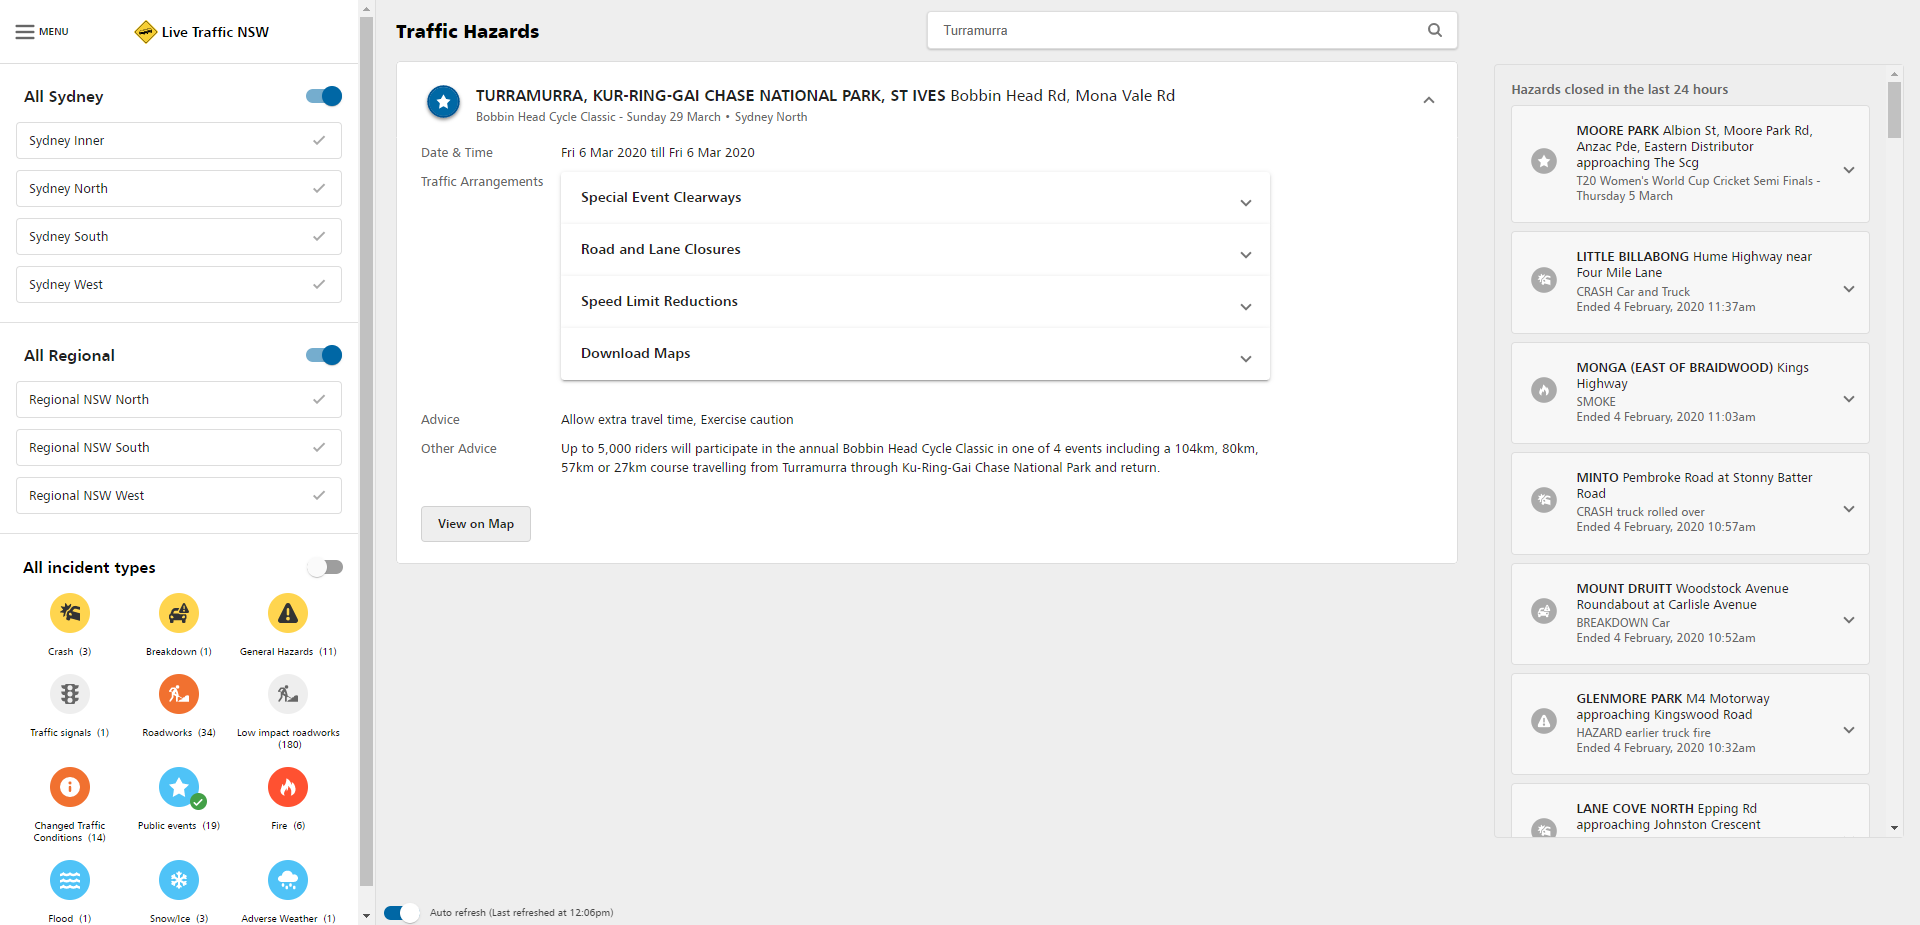 MENU
Live Traffic NSW
All Sydney
Sydney Inner
Sydney North
Sydney South
Sydney West
All Regional
Regional NSW North
Regional NSW South
Regional NSW West
All incident types
Crash (3)
Breakdown (1)
General Hazards (11)
Traffic signals (1)
Roadworks (34)
Low impact roadworks
(180)
Changed Traffic
Conditions (14)
Public events (19)
Fire (6)
Flood (1)
Snow/Ice (3)
Adverse Weather (1)
Traffic Hazards
Turramurra
TURRAMURRA, KUR-RING-GAI CHASE NATIONAL PARK, ST IVES Bobbin Head Rd, Mona Vale Rd
Bobbin Head Cycle Classic - Sunday 29 March • Sydney North
Date & Time
Fri 6 Mar 2020 till Fri 6 Mar 2020
Traffic Arrangements
Special Event Clearways
Road and Lane Closures
Speed Limit Reductions
Download Maps
Advice
Allow extra travel time, Exercise caution
Other Advice
Up to 5,000 riders will participate in the annual Bobbin Head Cycle Classic in one of 4 events including a 104km, 80km,
57km or 27km course travelling from Turramurra through Ku-Ring-Gai Chase National Park and return.
View on Map
Auto refresh (Last refreshed at 12:06pm)
Hazards closed in the last 24 hours
MOORE PARK Albion St, Moore Park Rd,
Anzac Pde, Eastern Distributor
approaching The Scg
T20 Women's World Cup Cricket Semi Finals -
Thursday 5 March
LITTLE BILLABONG Hume Highway near
Four Mile Lane
CRASH Car and Truck
Ended 4 February, 2020 11:37am
MONGA (EAST OF BRAIDWOOD) Kings
Highway
SMOKE
Ended 4 February, 2020 11:03am
MINTO Pembroke Road at Stonny Batter
Road
CRASH truck rolled over
Ended 4 February, 2020 10:57am
MOUNT DRUITT Woodstock Avenue
Roundabout at Carlisle Avenue
BREAKDOWN Car
Ended 4 February, 2020 10:52am
GLENMORE PARK M4 Motorway
approaching Kingswood Road
HAZARD earlier truck fire
Ended 4 February, 2020 10:32am
LANE COVE NORTH Epping Rd
approaching Johnston Crescent